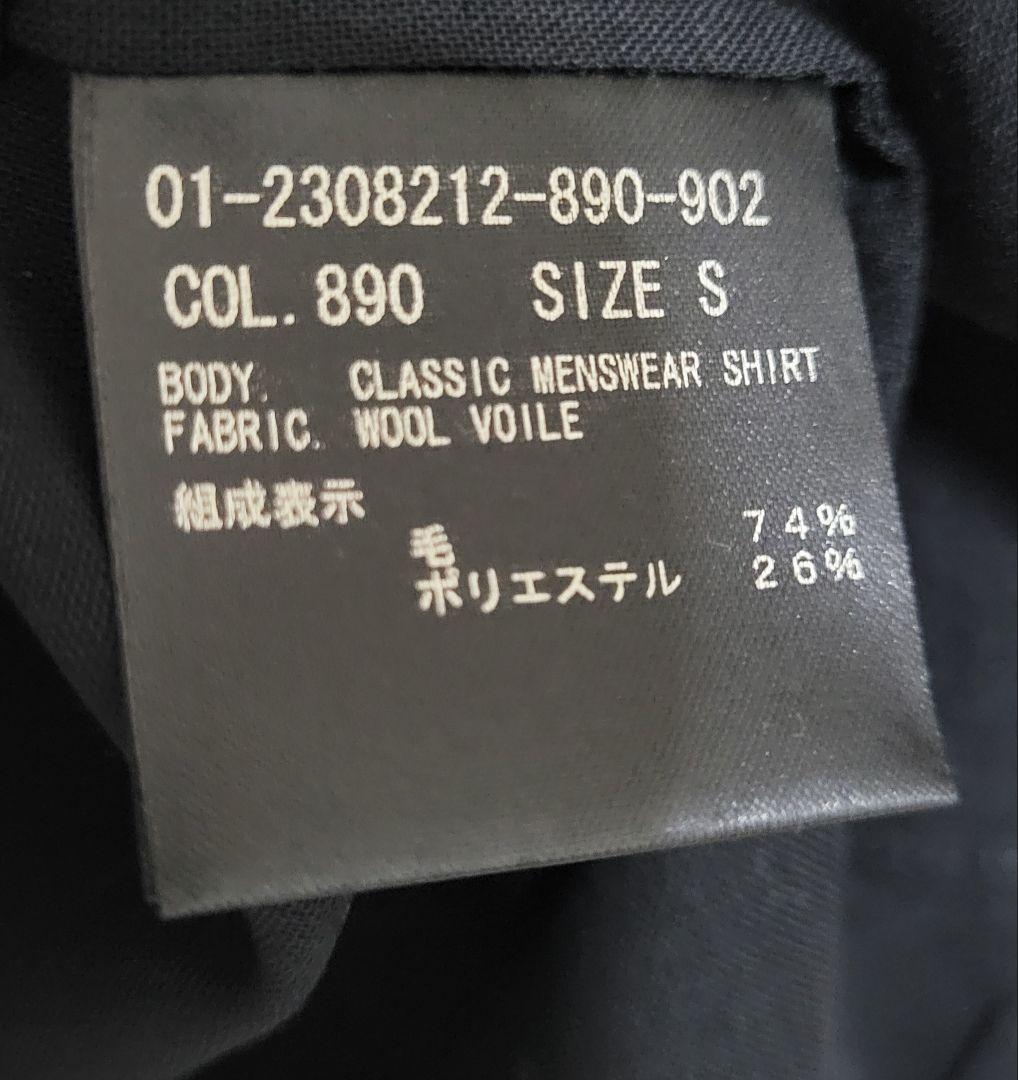 01-2308212-890-902
COL. 890 SIZE S
BODY. CLASSIC MENSWEAR SHIRT
FABRIC. WOOL VOILE
組成表示
毛 74%
ポリエステル 26%